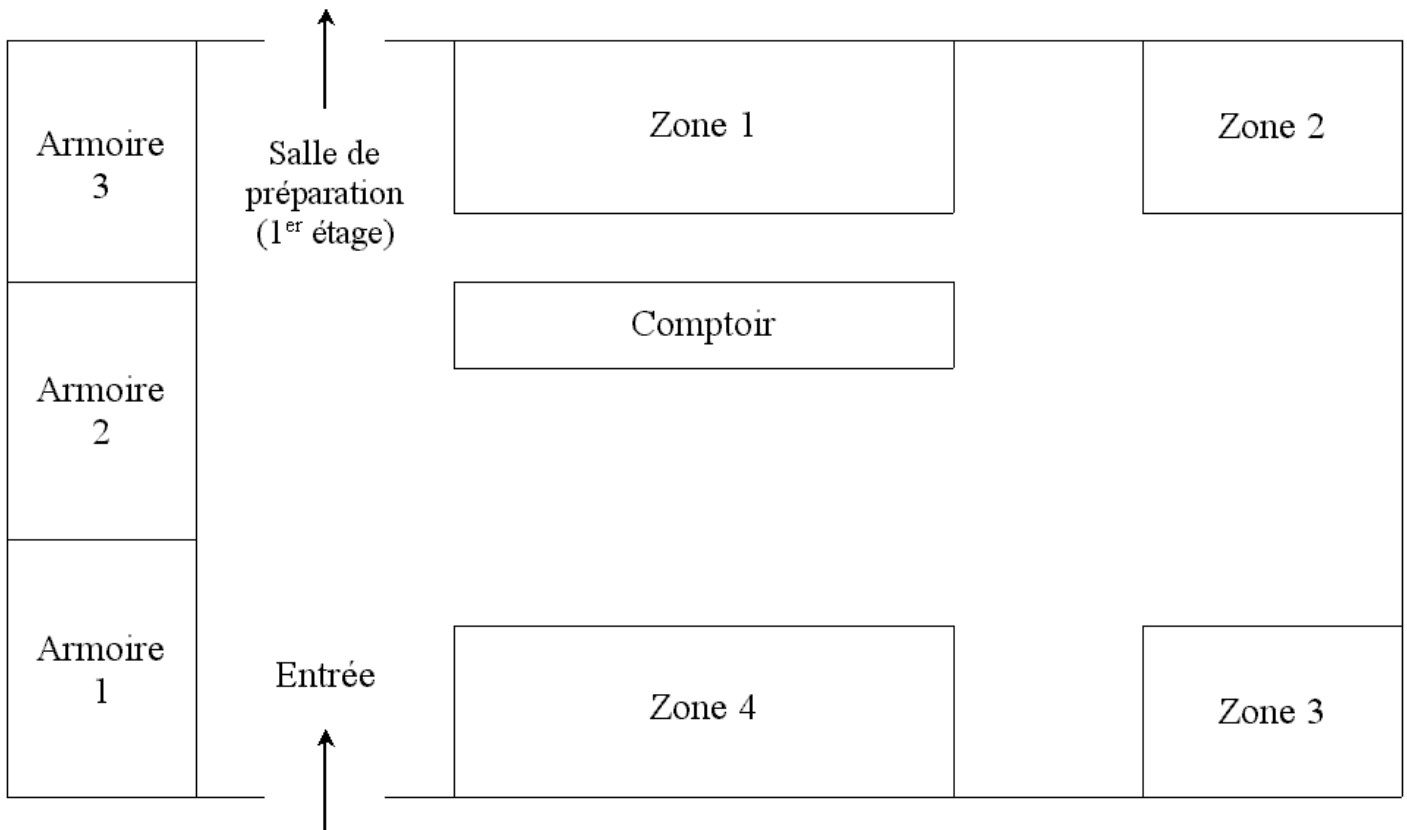 Armoire
3
Salle de
préparation
(1er étage)
Zone 1
Zone 2
Comptoir
Armoire
2
Armoire
1
Entrée
Zone 4
Zone 3